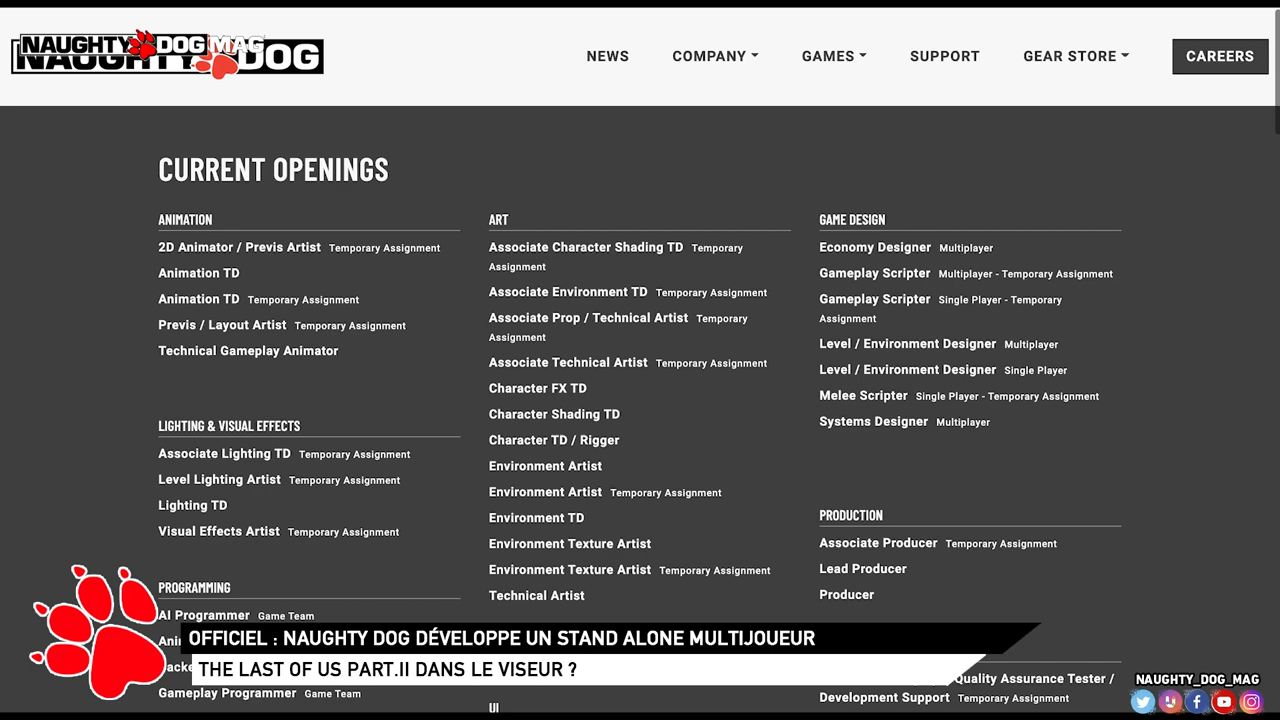 NAUGHTY DOG MAG
NAUGHTY DOG
NEWS
COMPANY
GAMES
SUPPORT
GEAR STORE
CAREERS
CURRENT OPENINGS
ANIMATION
2D Animator / Previs Artist Temporary Assignment
Animation TD
Animation TD Temporary Assignment
Previs / Layout Artist Temporary Assignment
Technical Gameplay Animator
LIGHTING & VISUAL EFFECTS
Associate Lighting TD Temporary Assignment
Level Lighting Artist Temporary Assignment
Lighting TD
Visual Effects Artist Temporary Assignment
PROGRAMMING
AI Programmer Game Team
Gameplay Programmer Game Team
ART
Associate Character Shading TD Temporary
Assignment
Associate Environment TD Temporary Assignment
Associate Prop / Technical Artist Temporary
Assignment
Associate Technical Artist Temporary Assignment
Character FX TD
Character Shading TD
Character TD / Rigger
Environment Artist
Environment Artist Temporary Assignment
Environment TD
Environment Texture Artist
Environment Texture Artist Temporary Assignment
Technical Artist
UI
GAME DESIGN
Economy Designer Multiplayer
Gameplay Scripter Multiplayer - Temporary Assignment
Gameplay Scripter Single Player - Temporary
Assignment
Level / Environment Designer Multiplayer
Level / Environment Designer Single Player
Melee Scripter Single Player - Temporary Assignment
Systems Designer Multiplayer
PRODUCTION
Associate Producer Temporary Assignment
Lead Producer
Producer
Quality Assurance Tester /
Development Support Temporary Assignment
OFFICIEL : NAUGHTY DOG DÉVELOPPE UN STAND ALONE MULTIJOUEUR
THE LAST OF US PART.II DANS LE VISEUR ?
NAUGHTY_DOG_MAG